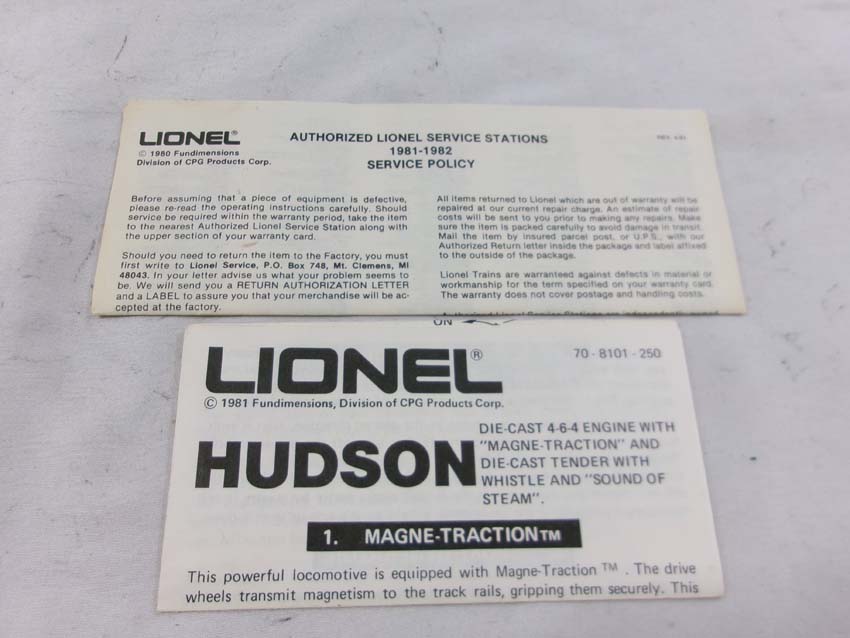 LIONEL®
© 1980 Fundimensions
Division of CPG Products Corp.
AUTHORIZED LIONEL SERVICE STATIONS
1981-1982
SERVICE POLICY
Before assuming that a piece of equipment is defective,
please re-read the operating instructions carefully. Should
service be required within the warranty period, take the item
to the nearest Authorized Lionel Service Station along with
the upper section of your warranty card.
Should you need to return the item to the Factory, you must
first write to Lionel Service, P.O. Box 748, Mt. Clemens, MI
48043. In your letter advise us what your problem seems to
be. We will send you a RETURN AUTHORIZATION LETTER
and a LABEL to assure you that your merchandise will be ac-
cepted at the factory.
All items returned to Lionel which are out of warranty will be
repaired at our current repair charge. An estimate of repair
costs will be sent to you prior to making any repairs. Make
sure the item is packed carefully to avoid damage in transit.
Mail the item by insured parcel post, or U.P.S., with our
Authorized Return letter inside the package and label affixed
to the outside of the package.
Lionel Trains are warranteed against defects in material or
workmanship for the term specified on your warranty card.
The warranty does not cover postage and handling costs.
Authorized Lionel Service Stations are independently owned
ON
LIONEL®
70-8101-250
© 1981 Fundimensions, Division of CPG Products Corp.
HUDSON
DIE-CAST 4-6-4 ENGINE WITH
"MAGNE-TRACTION" AND
DIE-CAST TENDER WITH
WHISTLE AND "SOUND OF
STEAM".
1. MAGNE-TRACTION™
This powerful locomotive is equipped with Magne-Traction ™ . The drive
wheels transmit magnetism to the track rails, gripping them securely. This